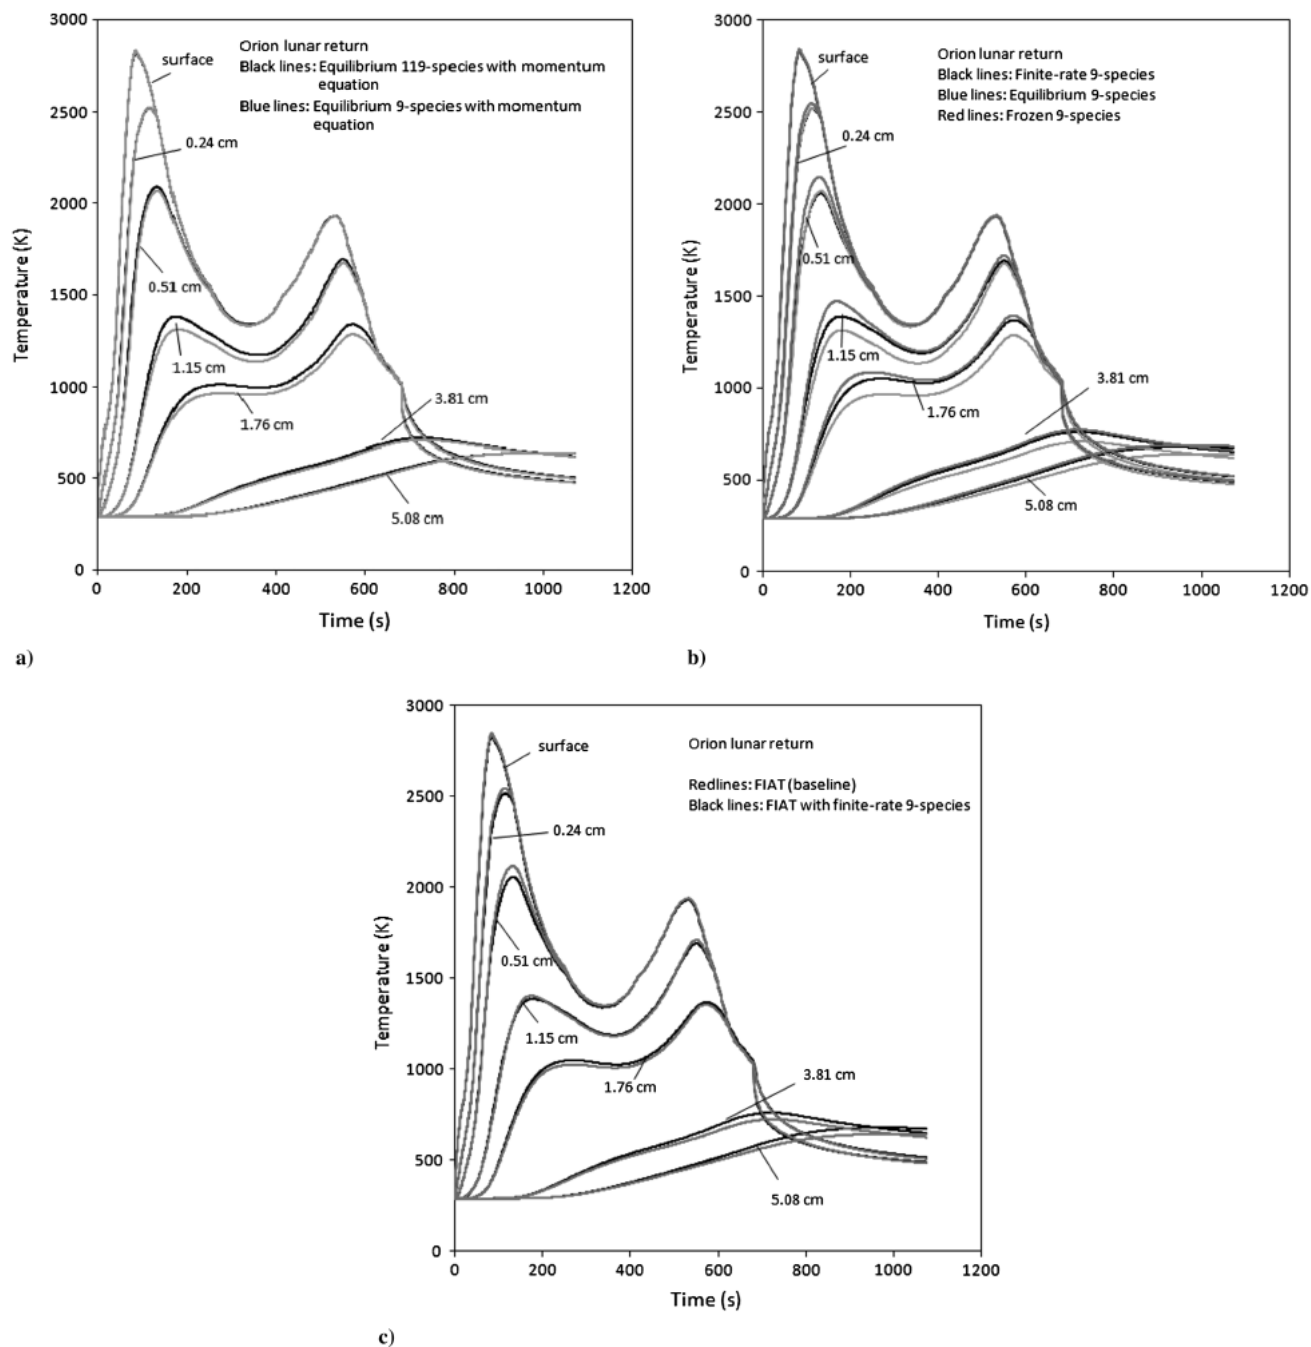 3000
2500
2000
1500
1000
500
0
Temperature (K)
surface
Orion lunar return
Black lines: Equilibrium 119-species with momentum
equation
Blue lines: Equilibrium 9-species with momentum
equation
0.24 cm
0.51 cm
1.15 cm
1.76 cm
3.81 cm
5.08 cm
0 200 400 600 800 1000 1200
Time (s)
a)
3000
2500
2000
1500
1000
500
0
Temperature (K)
surface
Orion lunar return
Black lines: Finite-rate 9-species
Blue lines: Equilibrium 9-species
Red lines: Frozen 9-species
0.24 cm
0.51 cm
1.15 cm
3.81 cm
1.76 cm
5.08 cm
0 200 400 600 800 1000 1200
Time (s)
b)
3000
2500
2000
1500
1000
500
0
Temperature (K)
surface
Orion lunar return
Redlines: FIAT (baseline)
Black lines: FIAT with finite-rate 9-species
0.24 cm
0.51 cm
1.15 cm
3.81 cm
1.76 cm
5.08 cm
0 200 400 600 800 1000 1200
Time (s)
c)